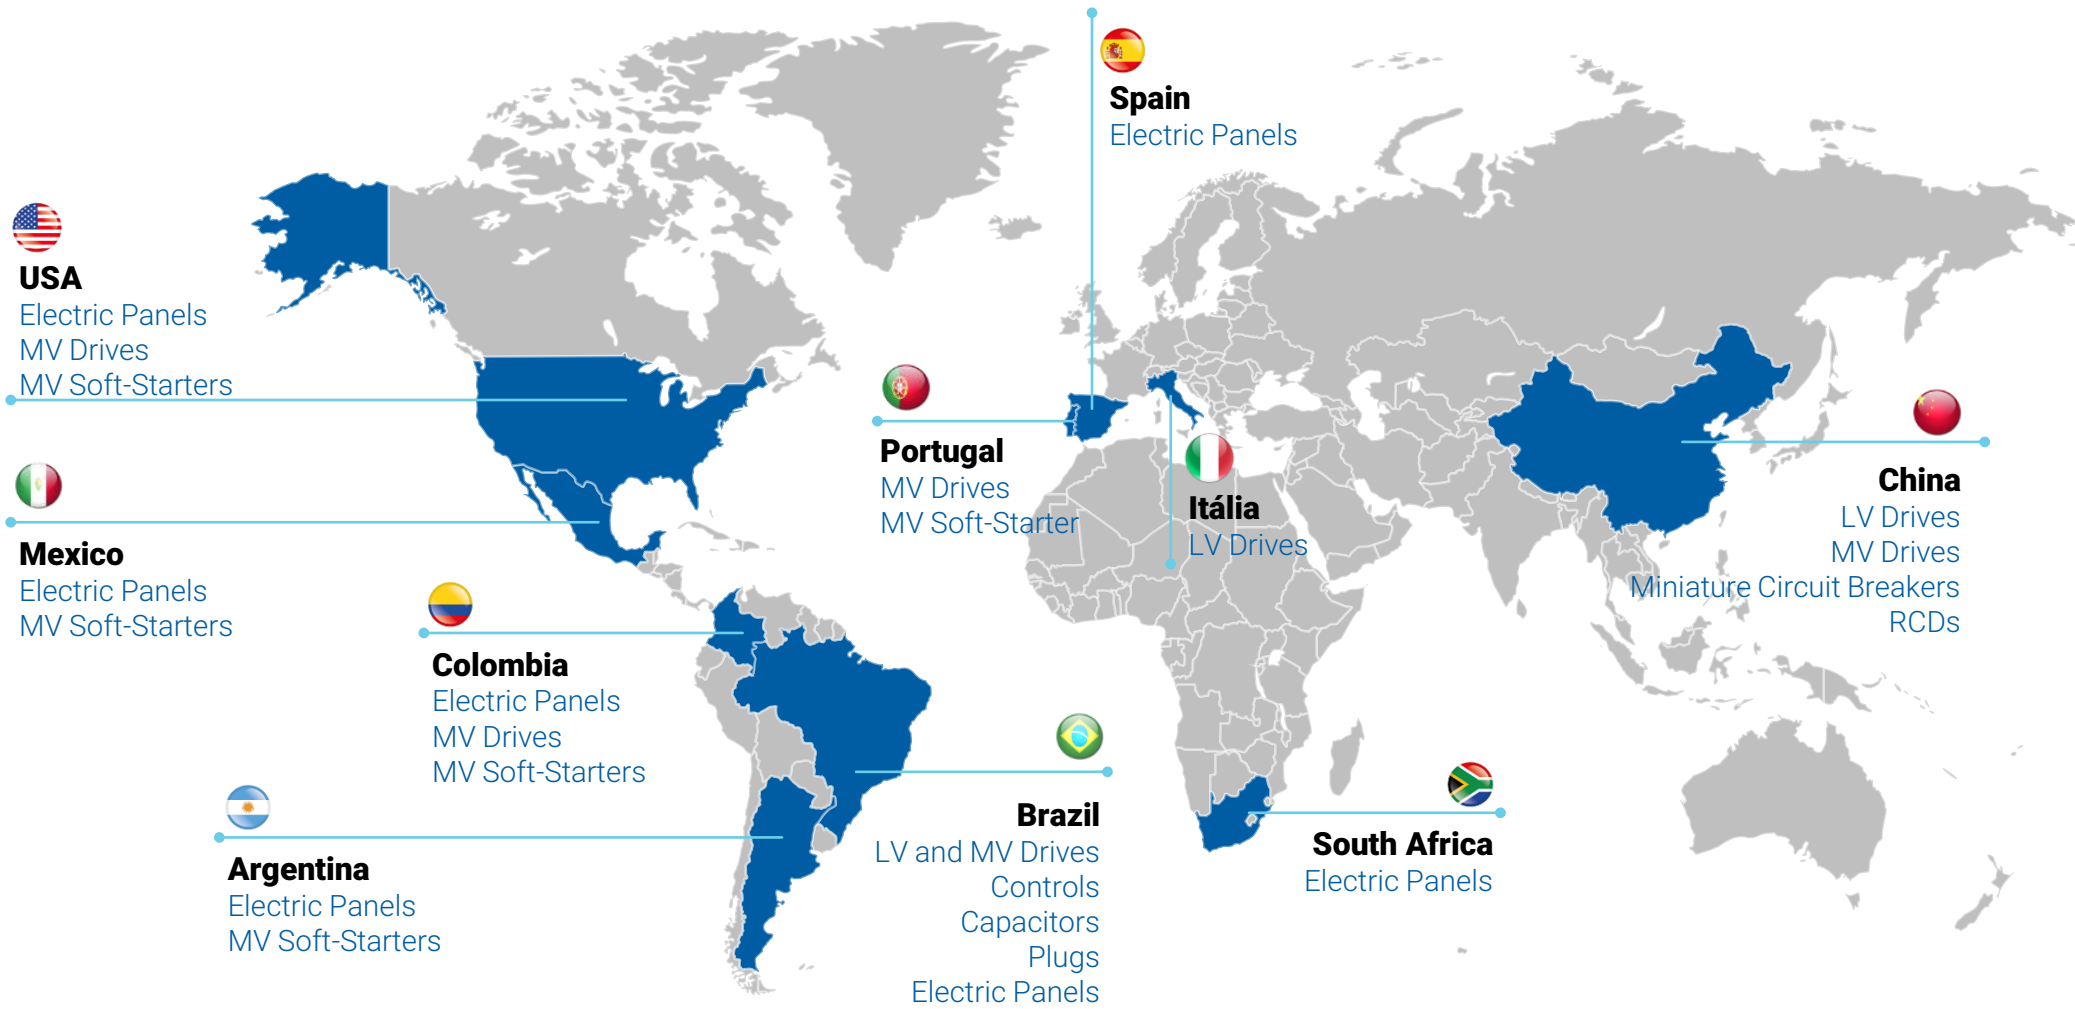 Spain
Electric Panels
USA
Electric Panels
MV Drives
MV Soft-Starters
Portugal
MV Drives
MV Soft-Starter
Itália
LV Drives
China
LV Drives
MV Drives
Miniature Circuit Breakers
RCDs
Mexico
Electric Panels
MV Soft-Starters
Colombia
Electric Panels
MV Drives
MV Soft-Starters
Brazil
LV and MV Drives
Controls
Capacitors
Plugs
Electric Panels
South Africa
Electric Panels
Argentina
Electric Panels
MV Soft-Starters